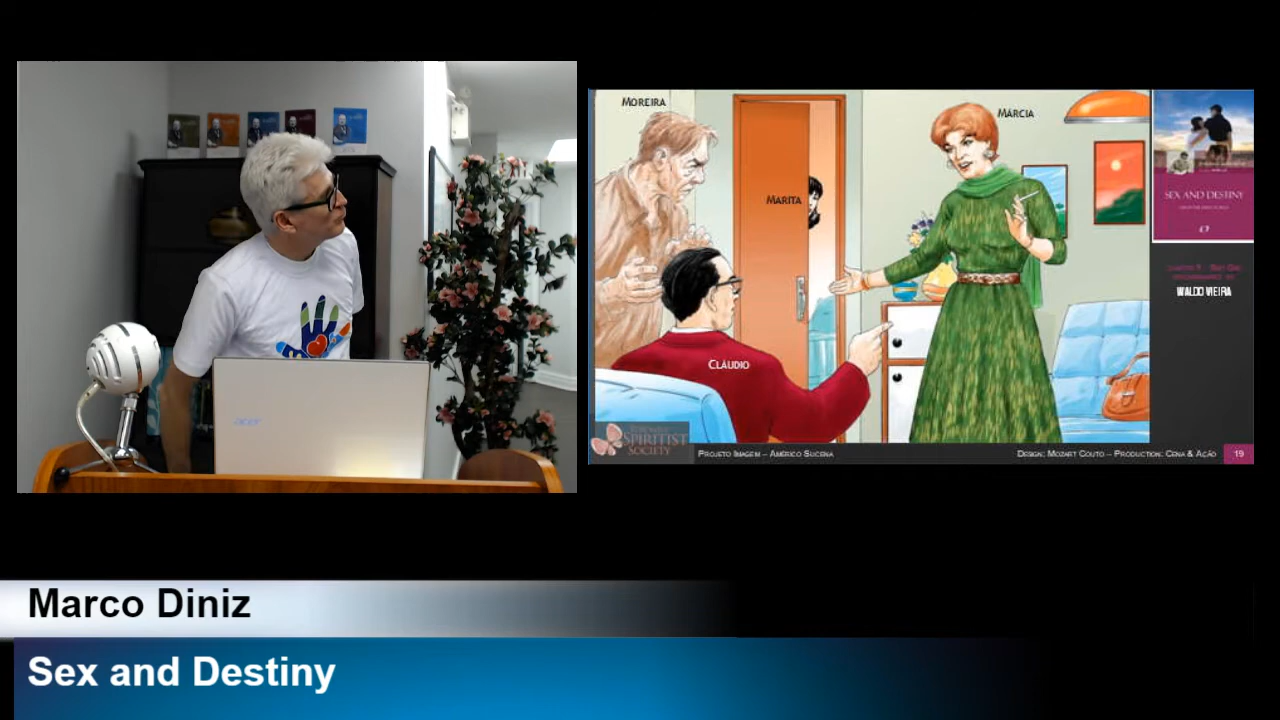 MOREIRA
MÁRCIA
MARITA
CLÁUDIO
SEX AND DESTINY
WALDO VIEIRA
SPIRITIST
SOCIETY
PROJETO IMAGEM – AMÉRICO SUCENA
DESIGN: MOZART COUTO – PRODUCTION: CENA & AÇÃO
19
acer
Marco Diniz
Sex and Destiny